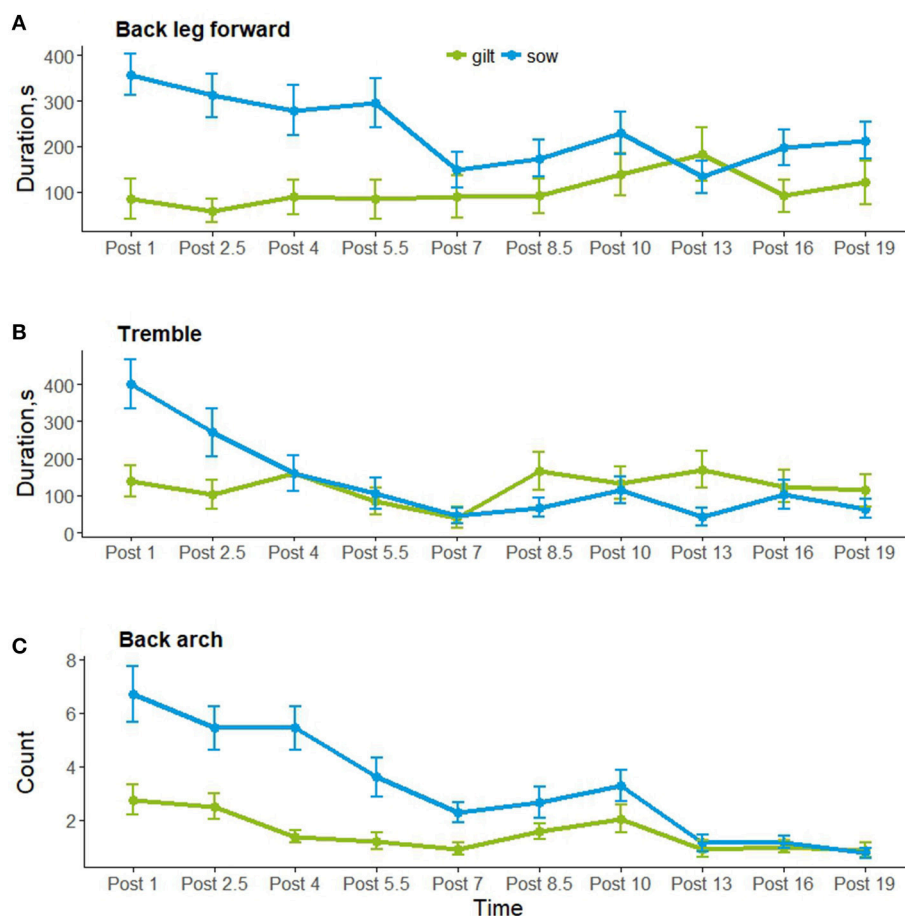 A
Back leg forward
gilt sow
Duration,s
400
300
200
100
Post 1 Post 2.5 Post 4 Post 5.5 Post 7 Post 8.5 Post 10 Post 13 Post 16 Post 19
B
Tremble
Duration,s
400
300
200
100
0
Post 1 Post 2.5 Post 4 Post 5.5 Post 7 Post 8.5 Post 10 Post 13 Post 16 Post 19
C
Back arch
Count
8
6
4
2
Post 1 Post 2.5 Post 4 Post 5.5 Post 7 Post 8.5 Post 10 Post 13 Post 16 Post 19
Time